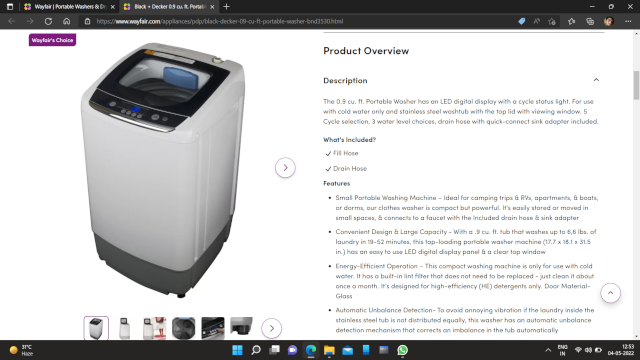 Wayfair | Portable Washers & Dr
Black + Decker 0.9 cu. ft. Portab
https://www.wayfair.com/appliances/pdp/black-decker-09-cu-ft-portable-washer-bnd3530.html
Wayfair's Choice
Product Overview
Description
The 0.9 cu. ft. Portable Washer has an LED digital display with a cycle status light. For use
with cold water only and stainless steel washtub with the top lid with viewing window. 5
Cycle selection, 3 water level choices, drain hose with quick-connect sink adapter included.
What's Included?
Fill Hose
Drain Hose
Features
• Small Portable Washing Machine – Ideal for camping trips & RVs, apartments, & boats,
or dorms, our clothes washer is compact but powerful. It's easily stored or moved in
small spaces, & connects to a faucet with the included drain hose & sink adapter
• Convenient Design & Large Capacity - With a .9 cu. ft. tub that washes up to 6.6 lbs. of
laundry in 19-52 minutes, this top-loading portable washer machine (17.7 x 18.1 x 31.5
in.) has an easy to use LED digital display panel & a clear top window
• Energy-Efficient Operation – This compact washing machine is only for use with cold
water. It has a built-in lint filter that does not need to be replaced - just clean it about
once a month. It's designed for high-efficiency (HE) detergents only. Door Material-
Glass
• Automatic Unbalance Detection- To avoid annoying vibration if the laundry inside the
stainless steel tub is not distributed equally, this washer has an automatic unbalance
detection mechanism that corrects an imbalance in the tub automatically
31°C
Haze
ENG
IN
12:53
04-05-2022